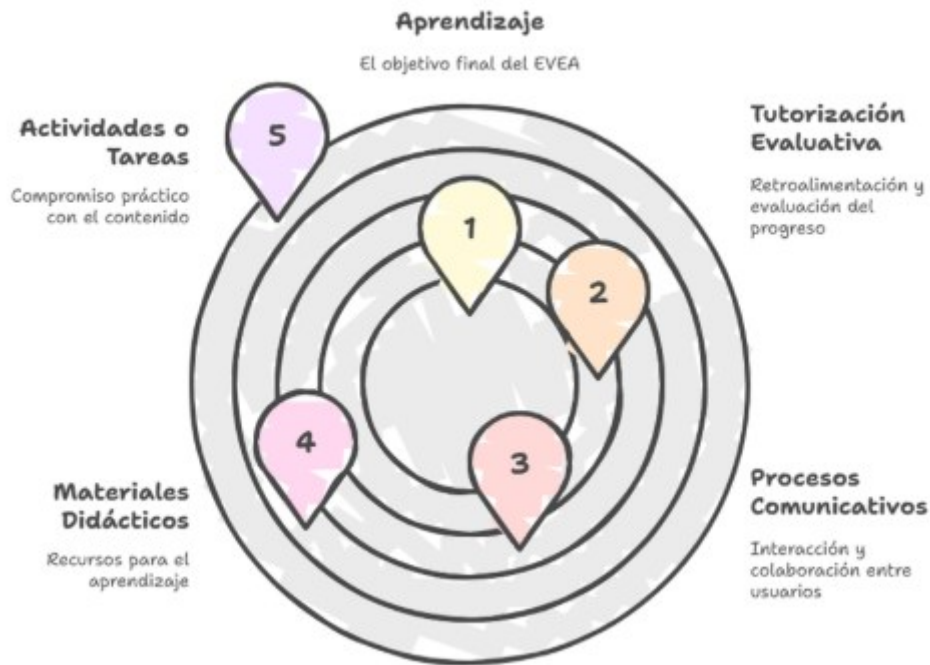 Aprendizaje
El objetivo final del EVEA
Actividades o
Tareas
Compromiso práctico
con el contenido
5
Tutorización
Evaluativa
Retroalimentación y
evaluación del
progreso
1
2
4
3
Materiales
Didácticos
Recursos para el
aprendizaje
Procesos
Comunicativos
Interacción y
colaboración entre
usuarios